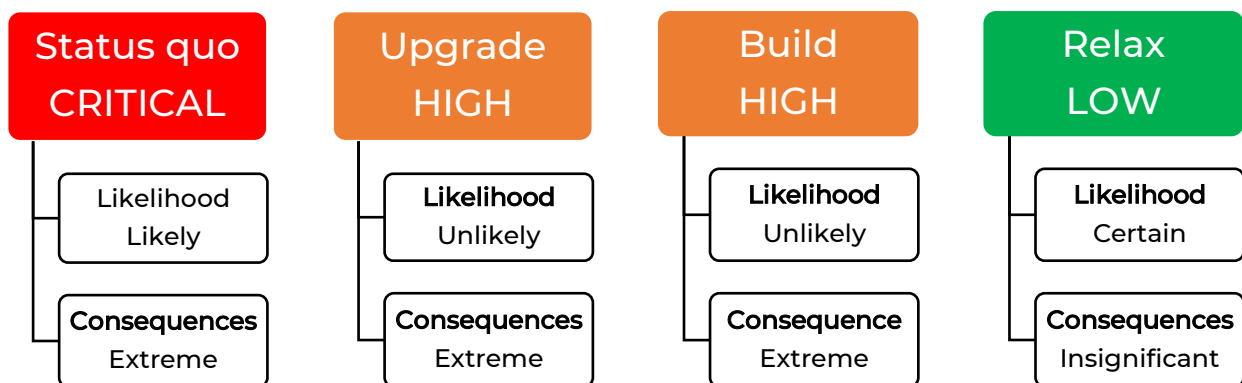 Status quo
CRITICAL
Likelihood
Likely
Consequences
Extreme
Upgrade
HIGH
Likelihood
Unlikely
Consequences
Extreme
Build
HIGH
Likelihood
Unlikely
Consequence
Extreme
Relax
LOW
Likelihood
Certain
Consequences
Insignificant